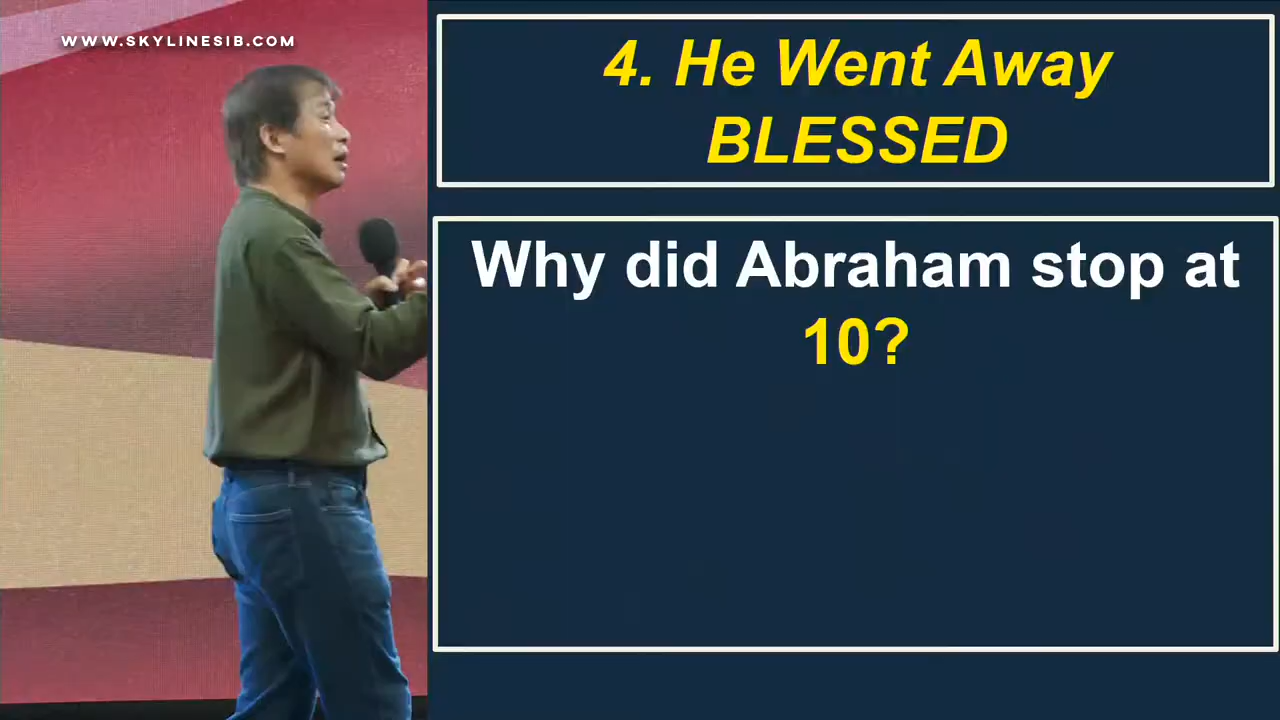 WWW.SKYLINESIB.COM
4. He Went Away
BLESSED
Why did Abraham stop at
10?